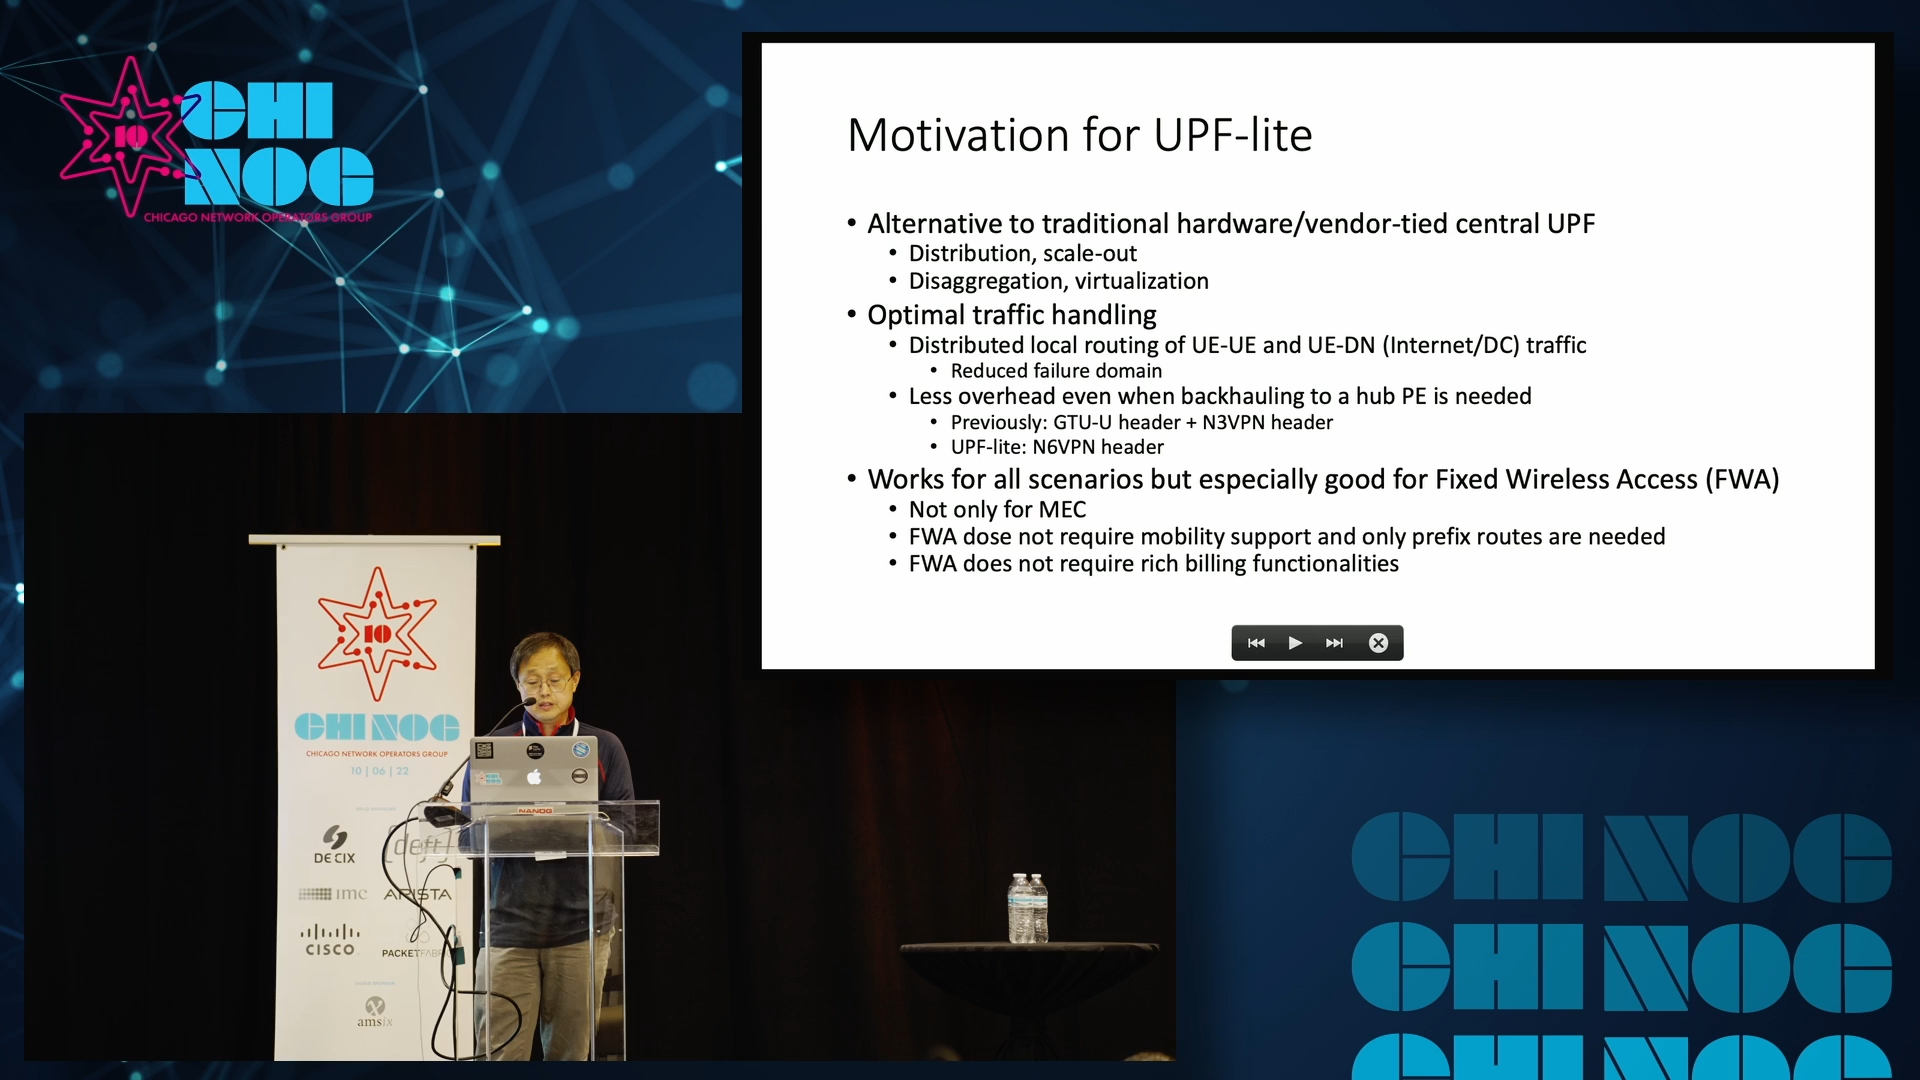 10
CHI
NOG
CHICAGO NETWORK OPERATORS GROUP
Motivation for UPF-lite
• Alternative to traditional hardware/vendor-tied central UPF
• Distribution, scale-out
• Disaggregation, virtualization
• Optimal traffic handling
• Distributed local routing of UE-UE and UE-DN (Internet/DC) traffic
• Reduced failure domain
• Less overhead even when backhauling to a hub PE is needed
• Previously: GTU-U header + N3VPN header
• UPF-lite: N6VPN header
• Works for all scenarios but especially good for Fixed Wireless Access (FWA)
• Not only for MEC
• FWA dose not require mobility support and only prefix routes are needed
• FWA does not require rich billing functionalities
10
CHI NOG
CHICAGO NETWORK OPERATORS GROUP
10 | 06 | 22
DE CIX
{deft}
imc
ARISTA
CISCO
PACKETFAB
amsix
NANOG
CHI NOG
CHI NOG
CHI NOG